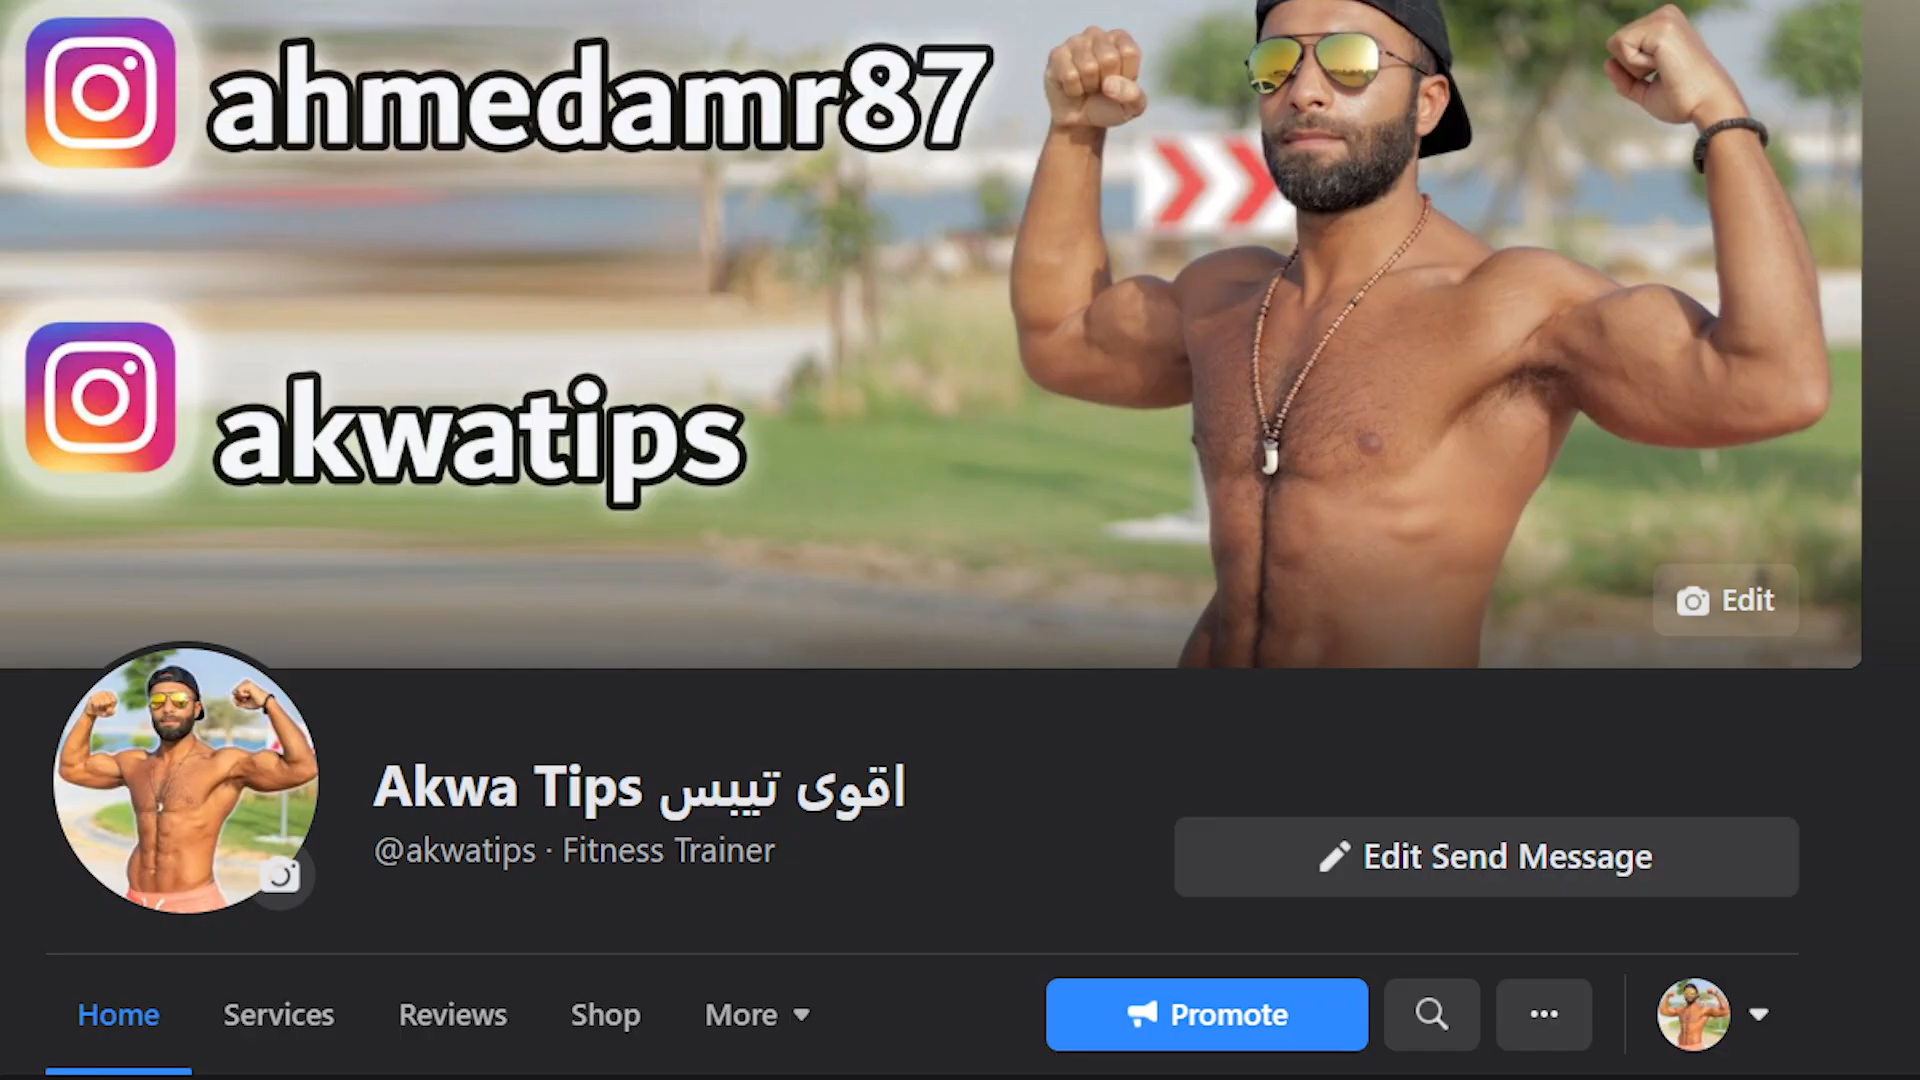 ahmedamr87
akwatips
Edit
Akwa Tips اقوى تيبس
@akwatips · Fitness Trainer
Edit Send Message
Home
Services
Reviews
Shop
More
Promote